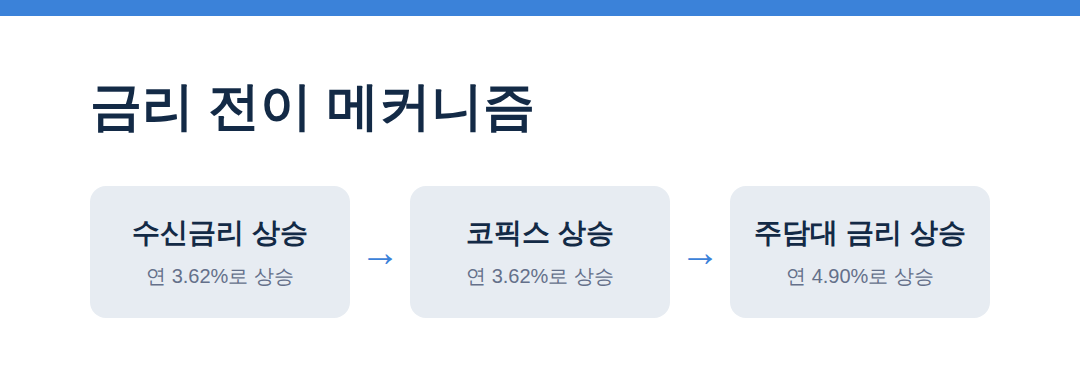 금리 전이 메커니즘
수신금리 상승
연 3.62%로 상승
→
코픽스 상승
연 3.62%로 상승
→
주담대 금리 상승
연 4.90%로 상승